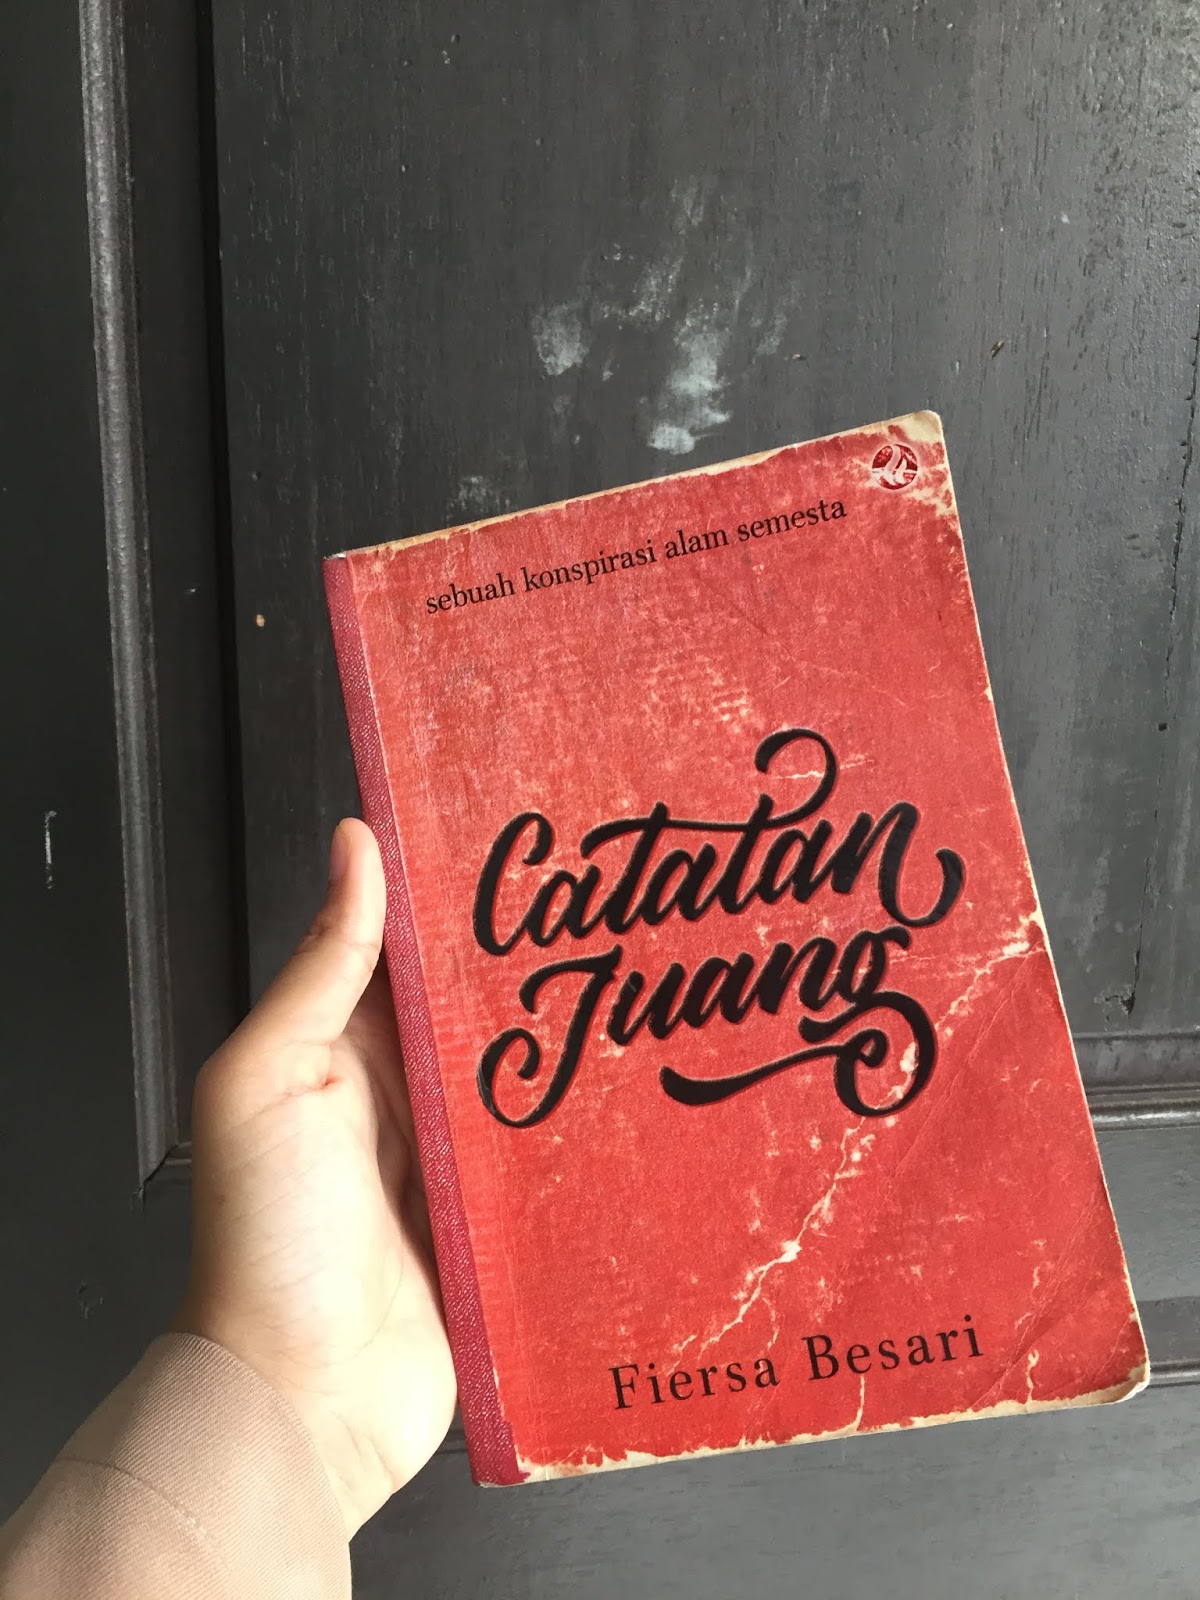 sebuah konspirasi alam semesta
Catatan
Juang
Fiersa Besari